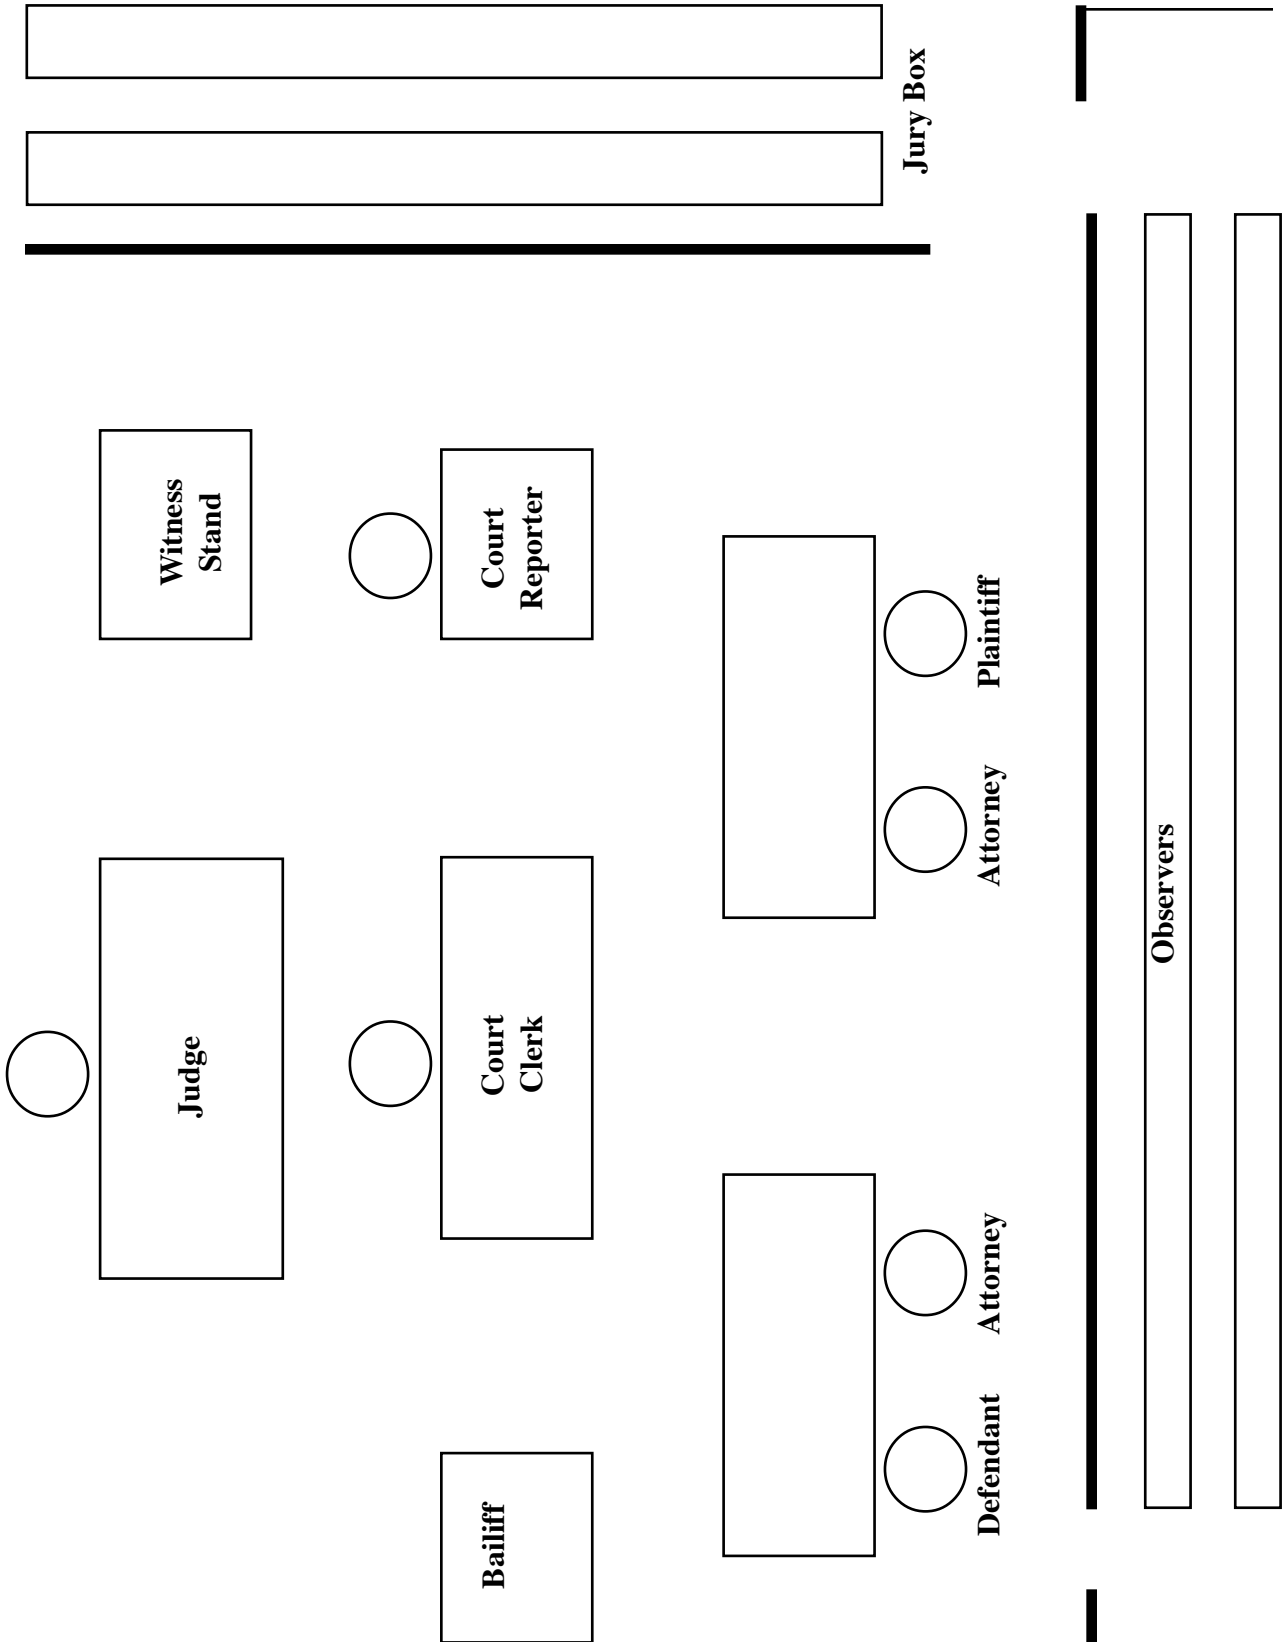 Judge
Witness
Stand
Jury Box
Bailiff
Court
Clerk
Court
Reporter
Defendant
Attorney
Attorney
Plaintiff
Observers